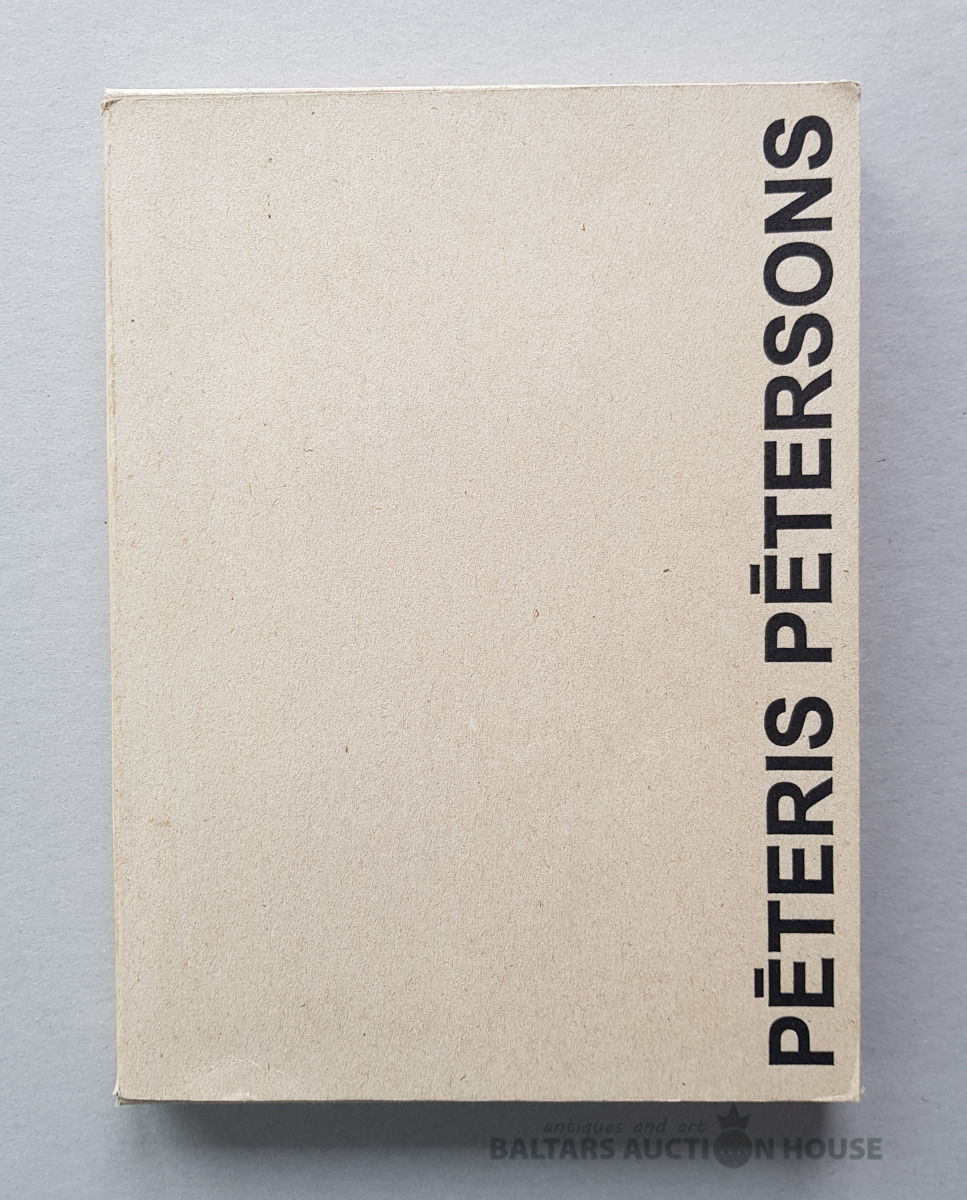 PĒTERIS PĒTERSONS
antiques and art
BALTARS AUCTION HOUSE